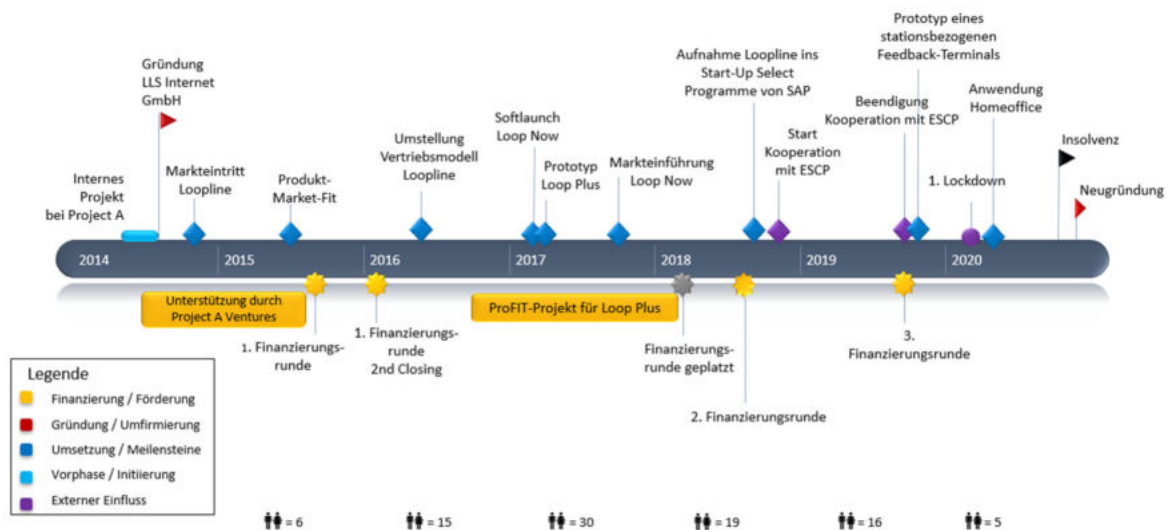 Prototyp eines
stationsbezogenen
Feedback-Terminals
Aufnahme Loopline ins
Start-Up Select
Programme von SAP
Gründung
LLS Internet
GmbH
Anwendung
Homeoffice
Beendigung
Kooperation mit ESCP
Softlaunch
Loop Now
Umstellung
Vertriebsmodell
Loopline
Start
Kooperation
mit ESCP
Insolvenz
Markteintritt
Loopline
Produkt-
Market-Fit
Prototyp
Loop Plus
Markteinführung
Loop Now
1. Lockdown
Neugründung
Internes
Projekt
bei Project A
2014
2015
2016
2017
2018
2019
2020
Unterstützung durch
Project A Ventures
ProFIT-Projekt für Loop Plus
1. Finanzierungs-
runde
1. Finanzierungs-
runde
2nd Closing
Finanzierungs-
runde geplatzt
3.
Finanzierungsrunde
2. Finanzierungsrunde
Legende
Finanzierung / Förderung
Gründung / Umfirmierung
Umsetzung / Meilensteine
Vorphase / Initiierung
Externer Einfluss
= 6
= 15
= 30
= 19
= 16
= 5